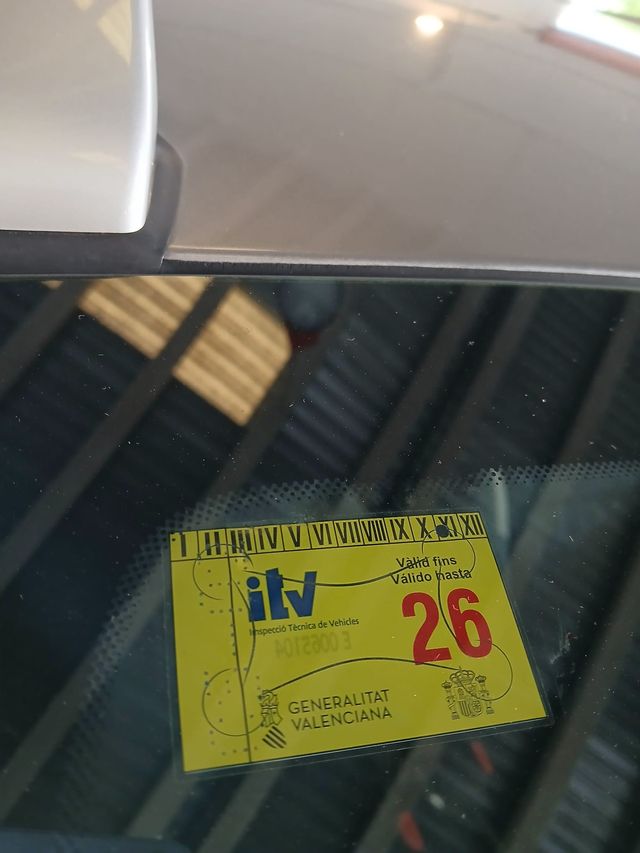 I II III IV V VI VII VIII IX X XI XII
Vàlid fins
Válido hasta
itv
26
Inspecció Tècnica de Vehicles
E 0065104
GENERALITAT
VALENCIANA